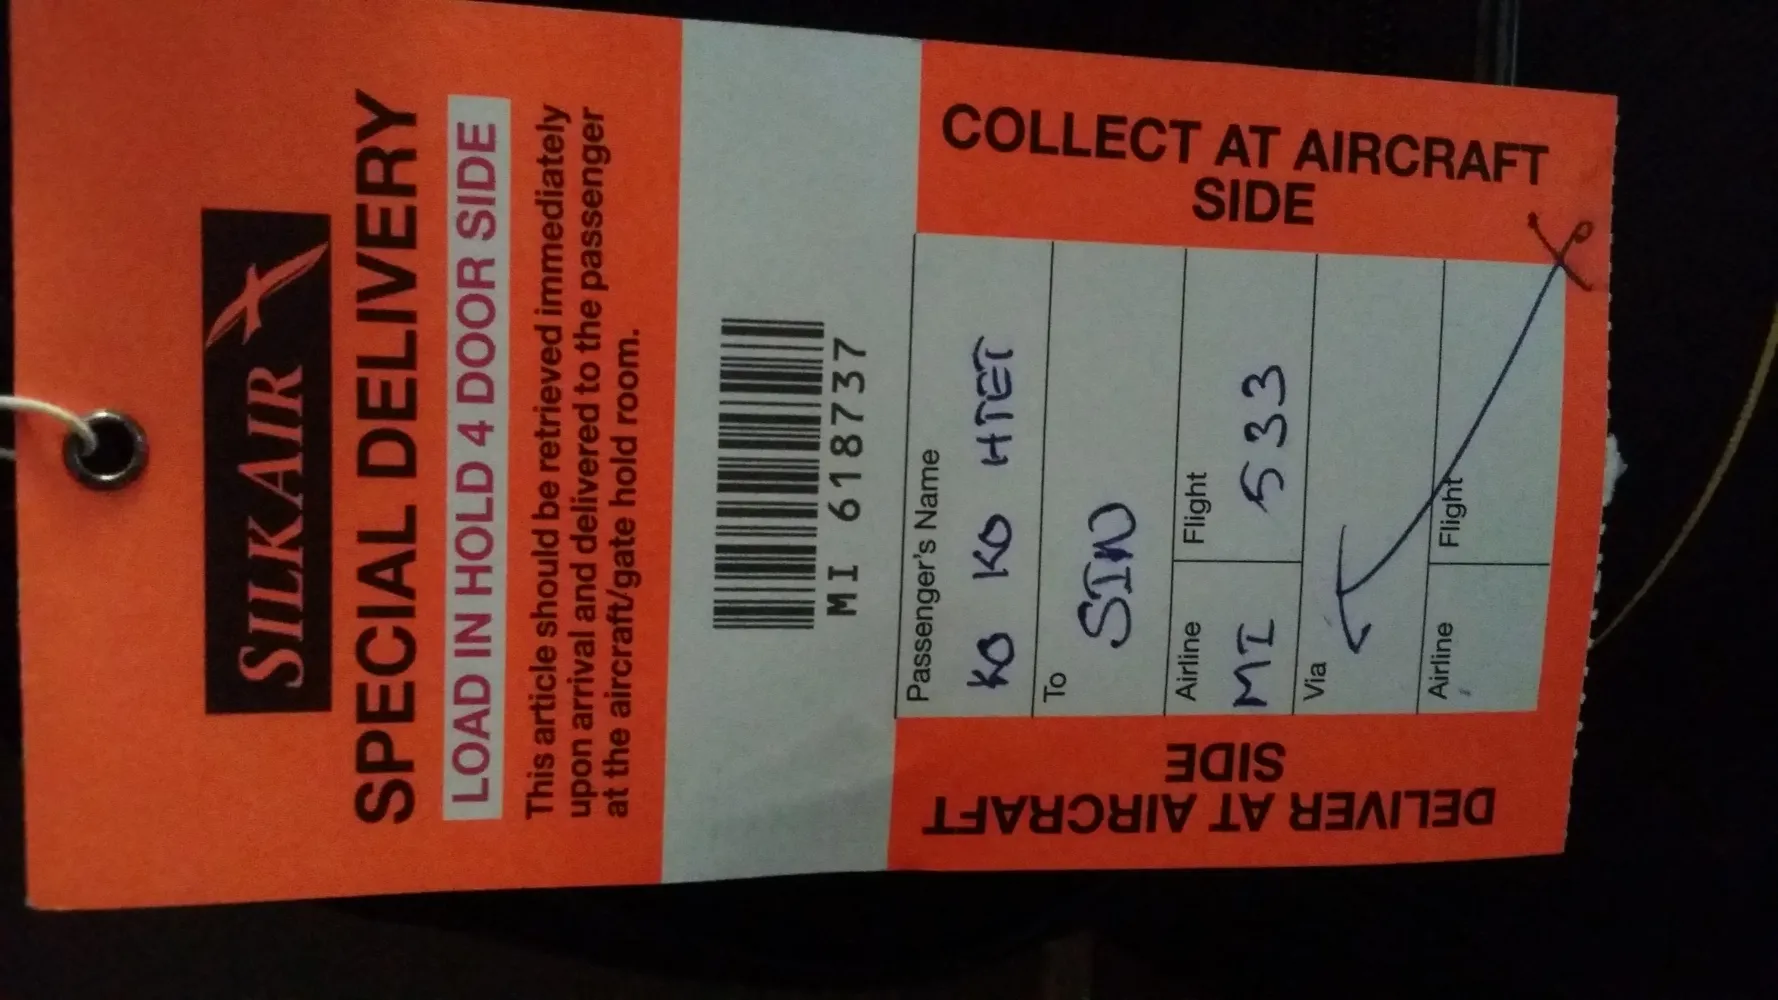 SILKAIR
SPECIAL DELIVERY
LOAD IN HOLD 4 DOOR SIDE
This article should be retrieved immediately
upon arrival and delivered to the passenger
at the aircraft/gate hold room.
MI 618737
COLLECT AT AIRCRAFT
SIDE
Passenger's Name
KO KO HTET
To
SIN
Airline Flight
MI 533
Via
Airline Flight
DELIVER AT AIRCRAFT
SIDE